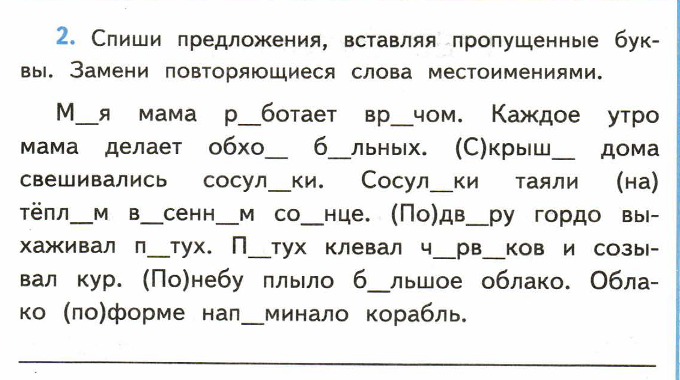 2. Спиши предложения, вставляя пропущенные бук-
вы. Замени повторяющиеся слова местоимениями.
М__я мама р__ботает вр__чом. Каждое утро
мама делает обхо__ б__льных. (С)крыш__ дома
свешивались сосул__ки. Сосул__ки таяли (на)
тёпл__м в__сенн__м со__нце. (По)дв__ру гордо вы-
хаживал п__тух. П__тух клевал ч__рв__ков и созы-
вал кур. (По)небу плыло б__льшое облако. Обла-
ко (по)форме нап__минало корабль.